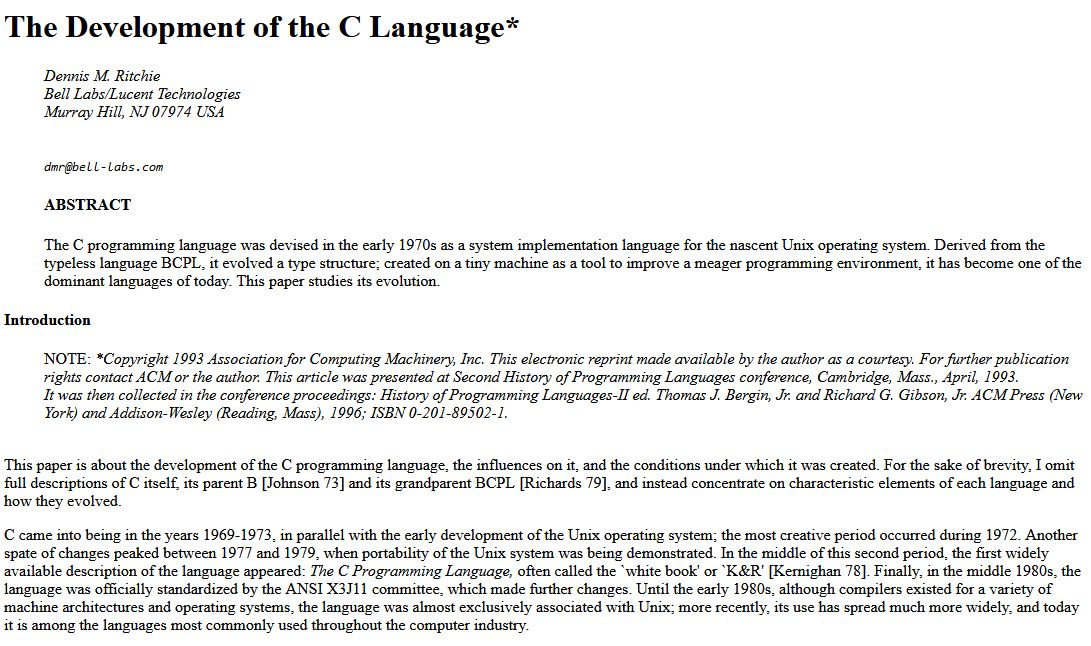 The Development of the C Language*
Dennis M. Ritchie
Bell Labs/Lucent Technologies
Murray Hill, NJ 07974 USA
dmr@bell-labs.com
ABSTRACT
The C programming language was devised in the early 1970s as a system implementation language for the nascent Unix operating system. Derived from the
typeless language BCPL, it evolved a type structure; created on a tiny machine as a tool to improve a meager programming environment, it has become one of the
dominant languages of today. This paper studies its evolution.
Introduction
NOTE: *Copyright 1993 Association for Computing Machinery, Inc. This electronic reprint made available by the author as a courtesy. For further publication
rights contact ACM or the author. This article was presented at Second History of Programming Languages conference, Cambridge, Mass., April, 1993.
It was then collected in the conference proceedings: History of Programming Languages-II ed. Thomas J. Bergin, Jr. and Richard G. Gibson, Jr. ACM Press (New
York) and Addison-Wesley (Reading, Mass), 1996; ISBN 0-201-89502-1.
This paper is about the development of the C programming language, the influences on it, and the conditions under which it was created. For the sake of brevity, I omit
full descriptions of C itself, its parent B [Johnson 73] and its grandparent BCPL [Richards 79], and instead concentrate on characteristic elements of each language and
how they evolved.
C came into being in the years 1969-1973, in parallel with the early development of the Unix operating system; the most creative period occurred during 1972. Another
spate of changes peaked between 1977 and 1979, when portability of the Unix system was being demonstrated. In the middle of this second period, the first widely
available description of the language appeared: The C Programming Language, often called the `white book' or `K&R' [Kernighan 78]. Finally, in the middle 1980s, the
language was officially standardized by the ANSI X3J11 committee, which made further changes. Until the early 1980s, although compilers existed for a variety of
machine architectures and operating systems, the language was almost exclusively associated with Unix; more recently, its use has spread much more widely, and today
it is among the languages most commonly used throughout the computer industry.